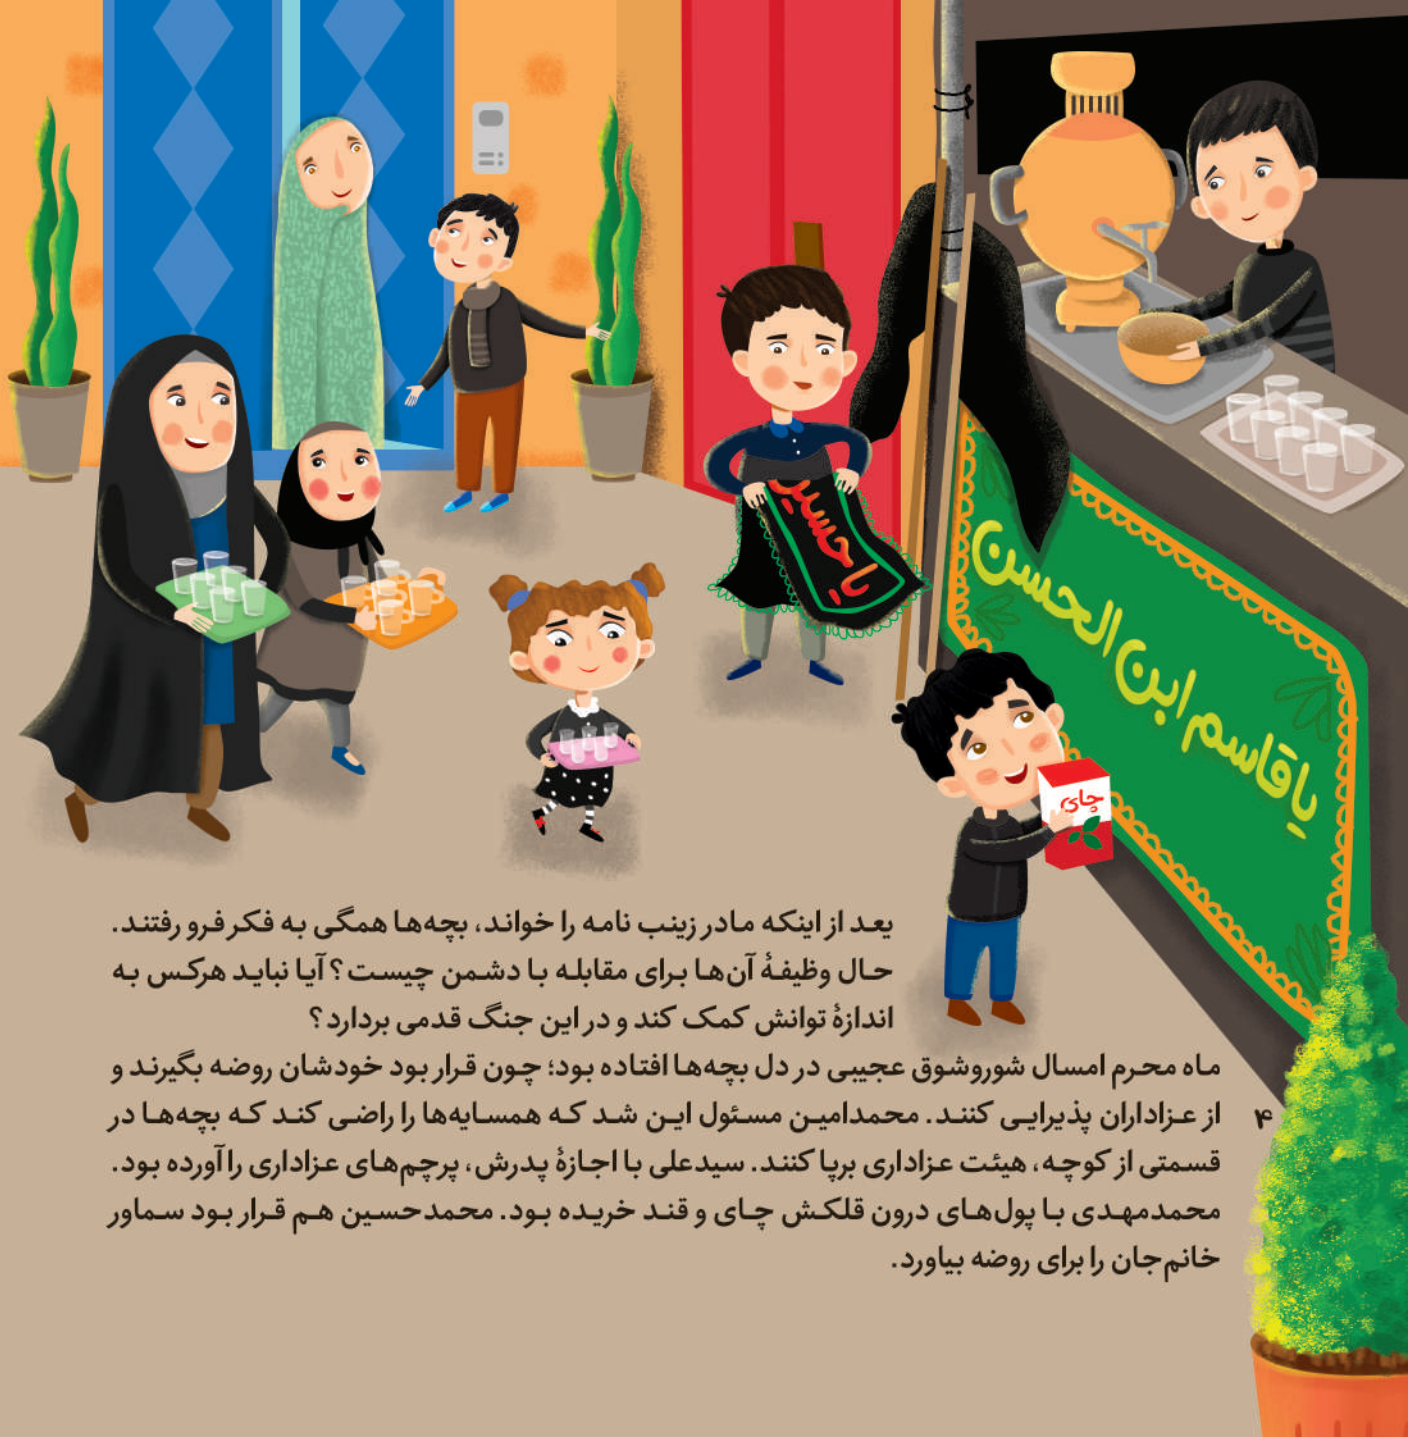 یا حسین
یا قاسم ابن الحسن
چای
یعد از اینکه مادر زینب نامه را خواند، بچه‌ها همگی به فکر فرو رفتند.
حال وظیفهٔ آن‌ها برای مقابله با دشمن چیست؟ آیا نباید هرکس به
اندازهٔ توانش کمک کند و در این جنگ قدمی بردارد؟
ماه محرم امسال شوروشوق عجیبی در دل بچه‌ها افتاده بود؛ چون قرار بود خودشان روضه بگیرند و
از عزاداران پذیرایی کنند. محمدامین مسئول این شد که همسایه‌ها را راضی کند که بچه‌ها در
قسمتی از کوچه، هیئت عزاداری برپا کنند. سیدعلی با اجازهٔ پدرش، پرچم‌های عزاداری را آورده بود.
محمدمهدی با پول‌های درون قلکش چای و قند خریده بود. محمدحسین هم قرار بود سماور
خانم‌جان را برای روضه بیاورد.
۴